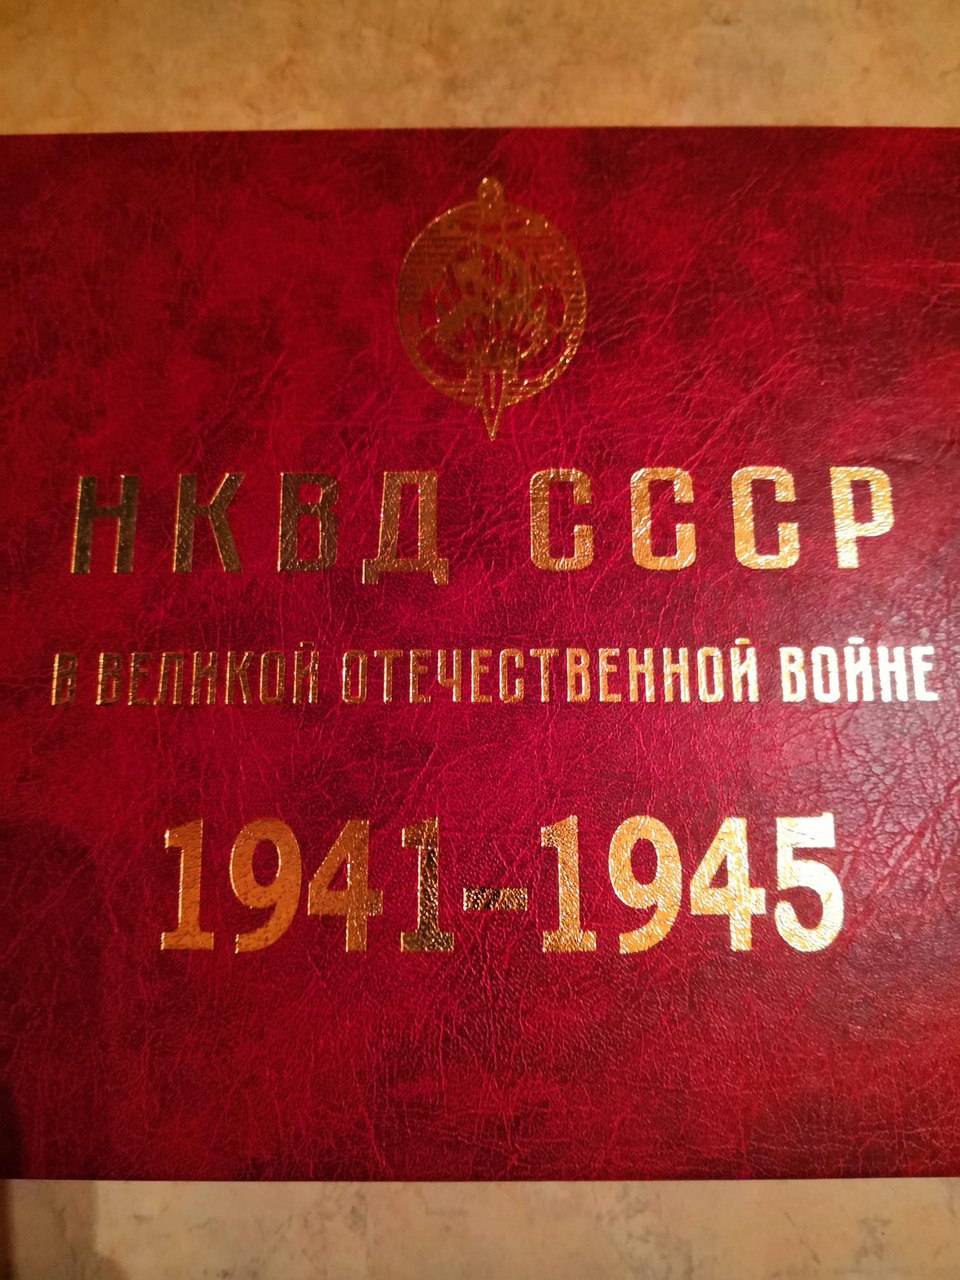 НКВД СССР
В ВЕЛИКОЙ ОТЕЧЕСТВЕННОЙ ВОЙНЕ
1941–1945